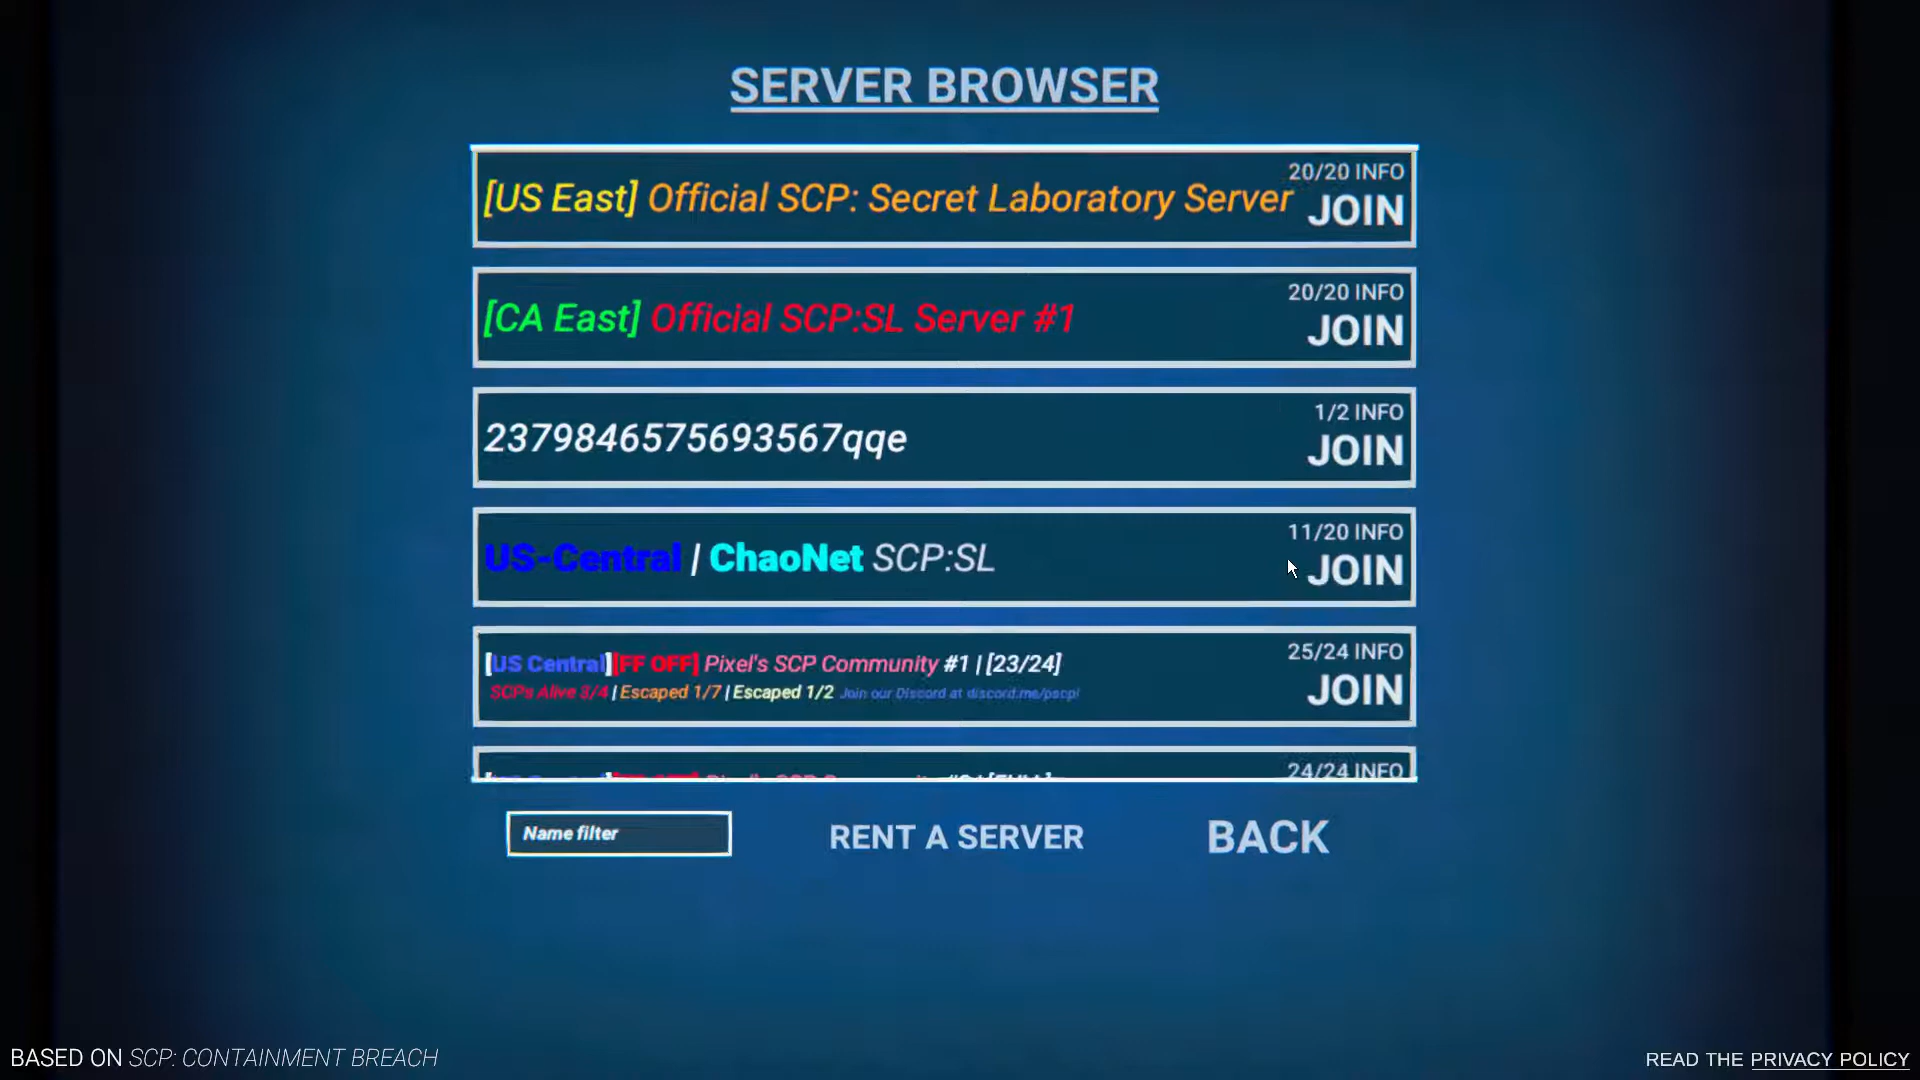 SERVER BROWSER
[US East] Official SCP: Secret Laboratory Server
20/20 INFO
JOIN
[CA East] Official SCP:SL Server #1
20/20 INFO
JOIN
2379846575693567qqe
1/2 INFO
JOIN
US-Central | ChaoNet SCP:SL
11/20 INFO
JOIN
[US Central][FF OFF] Pixel's SCP Community #1 | [23/24]
SCPs Alive 3/4 | Escaped 1/7 | Escaped 1/2 Join our Discord at discord.me/pscp!
25/24 INFO
JOIN
24/24 INFO
Name filter
RENT A SERVER
BACK
BASED ON SCP: CONTAINMENT BREACH
READ THE PRIVACY POLICY